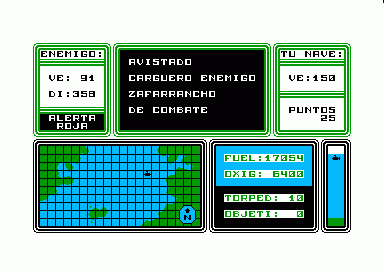 ENEMIGO:
VE: 91
DI:358
ALERTA
ROJA
AVISTADO
CARGUERO ENEMIGO
ZAFARRANCHO
DE COMBATE
TU NAVE:
VE:150
PUNTOS
25
N
FUEL:17054
OXIG: 6400
TORPED: 10
OBJETI: 0